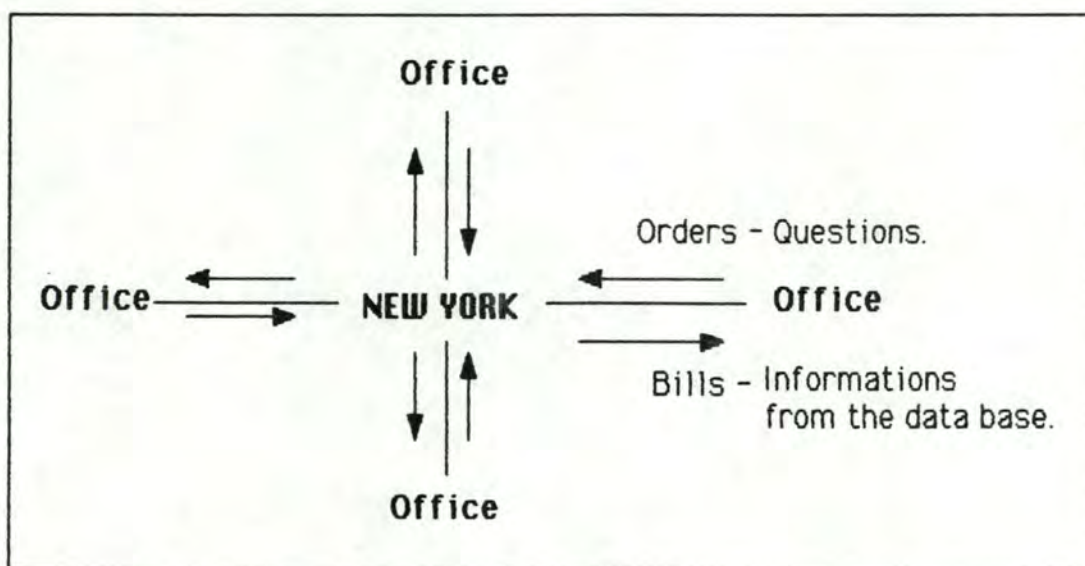 Office
Orders - Questions.
Office
NEW YORK
Office
Bills - Informations
from the data base.
Office